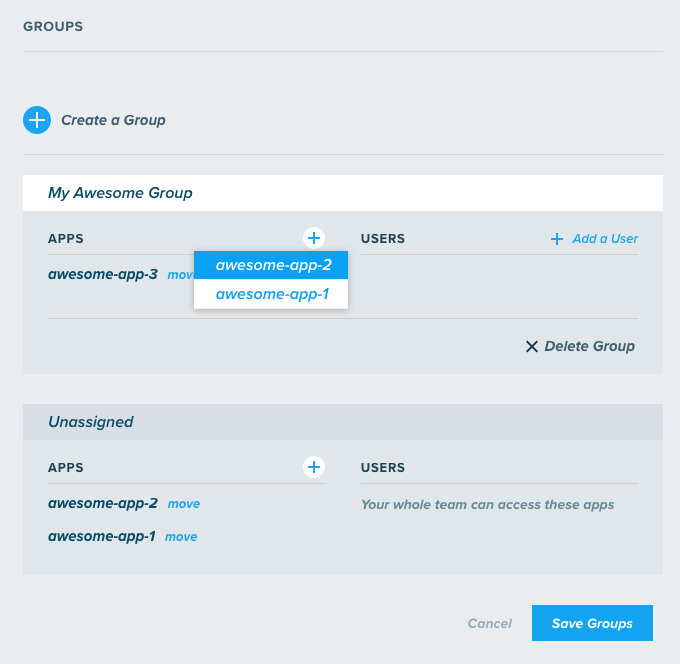 GROUPS
Create a Group
My Awesome Group
APPS
awesome-app-3 mov
awesome-app-2
awesome-app-1
USERS
Add a User
Delete Group
Unassigned
APPS
awesome-app-2 move
awesome-app-1 move
USERS
Your whole team can access these apps
Cancel
Save Groups